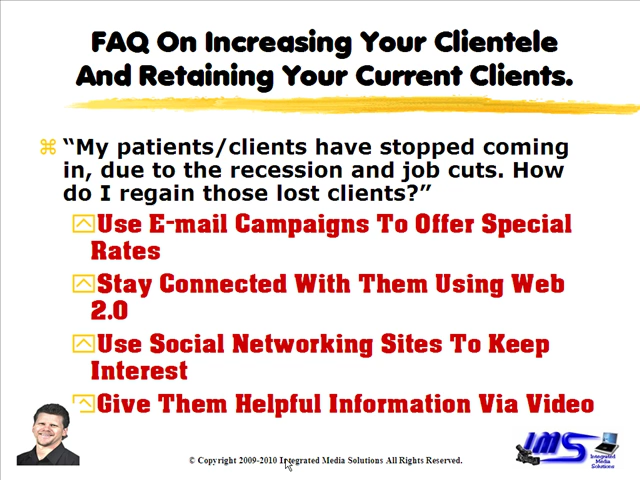 FAQ On Increasing Your Clientele
And Retaining Your Current Clients.
“My patients/clients have stopped coming
in, due to the recession and job cuts. How
do I regain those lost clients?”
Use E-mail Campaigns To Offer Special
Rates
Stay Connected With Them Using Web
2.0
Use Social Networking Sites To Keep
Interest
Give Them Helpful Information Via Video
© Copyright 2009-2010 Integrated Media Solutions All Rights Reserved.
IMS
Integrated
Media
Solutions